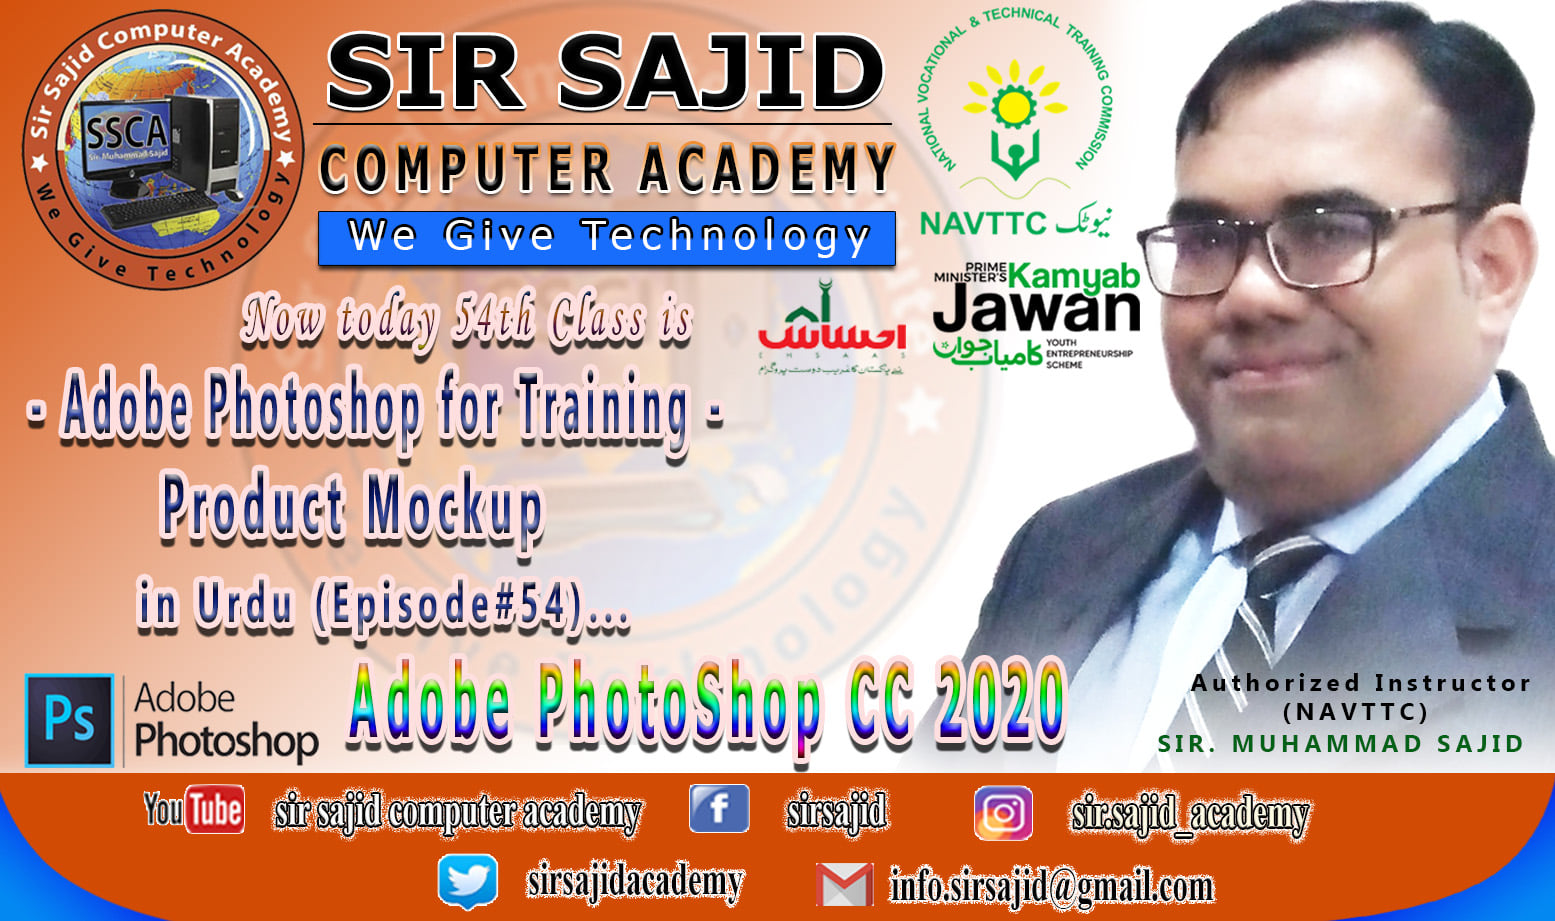 Sir Sajid Computer Academy
SSCA
Sir Muhammad Sajid
We Give Technology
SIR SAJID
COMPUTER ACADEMY
We Give Technology
NATIONAL VOCATIONAL & TECHNICAL TRAINING COMMISSION
NAVTTC نیوٹک
PRIME
MINISTER'S Kamyab
Jawan
کامیاب جوان
YOUTH
ENTREPRENEURSHIP
SCHEME
احساس
EHSAAS
Now today 54th Class is
- Adobe Photoshop for Training -
Product Mockup
in Urdu (Episode#54)...
Ps Adobe
Photoshop
Adobe PhotoShop CC 2020
Authorized Instructor
(NAVTTC)
SIR. MUHAMMAD SAJID
YouTube sir sajid computer academy f sirsajid sir.sajid_academy
sirsajidacademy info.sirsajid@gmail.com